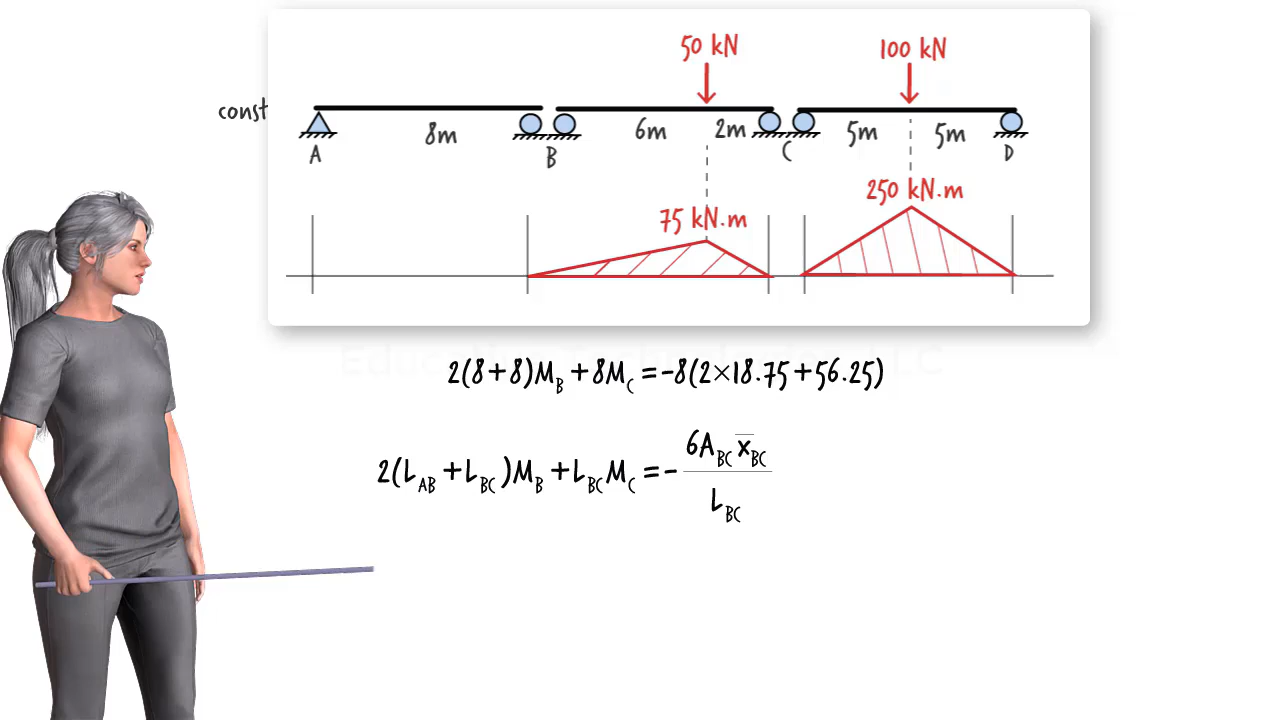 50 kN 100 kN
const
8m 6m 2m 5m 5m
A B C D
75 kN.m 250 kN.m
2(8+8)M_B + 8M_C = -8(2×18.75+56.25)
2(L_AB + L_BC)M_B + L_BC M_C = - 6A_BC x̄_BC / L_BC